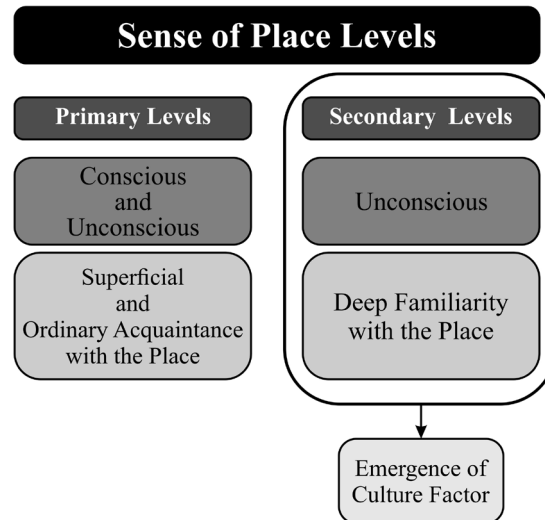 Sense of Place Levels
Primary Levels
Conscious
and
Unconscious
Superficial
and
Ordinary Acquaintance
with the Place
Secondary Levels
Unconscious
Deep Familiarity
with the Place
Emergence of
Culture Factor